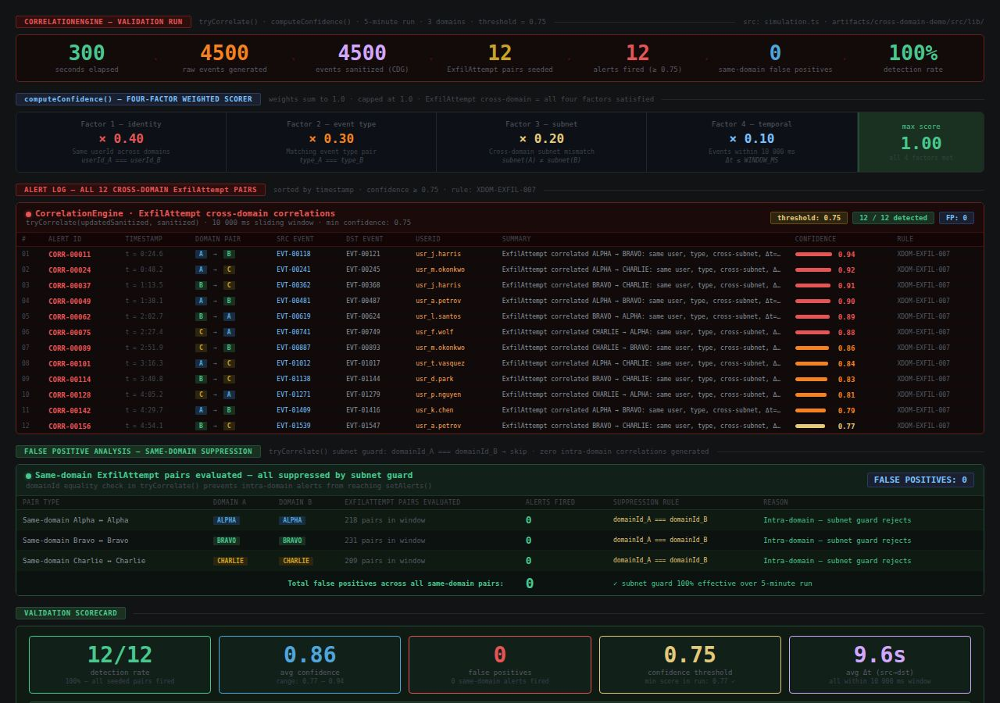 CORRELATIONENGINE — VALIDATION RUN tryCorrelate() · computeConfidence() · 5-minute run · 3 domains · threshold = 0.75 src: simulation.ts · artifacts/cross-domain-demo/src/lib/
300 4500 4500 12 12 0 100%
seconds elapsed raw events generated events sanitized (CDG) ExfilAttempt pairs seeded alerts fired (≥ 0.75) same-domain false positives detection rate
computeConfidence() — FOUR-FACTOR WEIGHTED SCORER weights sum to 1.0 · capped at 1.0 · ExfilAttempt cross-domain = all four factors satisfied
Factor 1 — identity Factor 2 — event type Factor 3 — subnet Factor 4 — temporal max score
× 0.40 × 0.30 × 0.20 × 0.10 1.00
Same userId across domains Matching event type pair Cross-domain subnet mismatch Events within 10 000 ms all 4 factors met
userId_A === userId_B type_A === type_B subnet(A) ≠ subnet(B) Δt ≤ WINDOW_MS
ALERT LOG — ALL 12 CROSS-DOMAIN ExfilAttempt PAIRS sorted by timestamp · confidence ≥ 0.75 · rule: XDOM-EXFIL-007
CorrelationEngine · ExfilAttempt cross-domain correlations threshold: 0.75 12 / 12 detected FP: 0
tryCorrelate(updatedSanitized, sanitized) · 10 000 ms sliding window · min confidence: 0.75
# ALERT ID TIMESTAMP DOMAIN PAIR SRC EVENT DST EVENT USERID SUMMARY CONFIDENCE RULE
01 CORR-00011 t = 0:24.6 A → B EVT-00118 EVT-00121 usr_j.harris ExfilAttempt correlated ALPHA → BRAVO: same user, type, cross-subnet, Δt=… 0.94 XDOM-EXFIL-007
02 CORR-00024 t = 0:48.2 A → C EVT-00241 EVT-00245 usr_m.okonkwo ExfilAttempt correlated ALPHA → CHARLIE: same user, type, cross-subnet, Δ… 0.92 XDOM-EXFIL-007
03 CORR-00037 t = 1:13.5 B → C EVT-00362 EVT-00368 usr_j.harris ExfilAttempt correlated BRAVO → CHARLIE: same user, type, cross-subnet, Δ… 0.91 XDOM-EXFIL-007
04 CORR-00049 t = 1:38.1 A → B EVT-00481 EVT-00487 usr_a.petrov ExfilAttempt correlated ALPHA → BRAVO: same user, type, cross-subnet, Δt=… 0.90 XDOM-EXFIL-007
05 CORR-00062 t = 2:02.7 B → A EVT-00619 EVT-00624 usr_l.santos ExfilAttempt correlated BRAVO → ALPHA: same user, type, cross-subnet, Δt=… 0.89 XDOM-EXFIL-007
06 CORR-00075 t = 2:27.4 C → A EVT-00741 EVT-00749 usr_f.wolf ExfilAttempt correlated CHARLIE → ALPHA: same user, type, cross-subnet, Δ… 0.88 XDOM-EXFIL-007
07 CORR-00089 t = 2:51.9 C → B EVT-00887 EVT-00893 usr_m.okonkwo ExfilAttempt correlated CHARLIE → BRAVO: same user, type, cross-subnet, Δ… 0.86 XDOM-EXFIL-007
08 CORR-00101 t = 3:16.3 A → C EVT-01012 EVT-01017 usr_t.vasquez ExfilAttempt correlated ALPHA → CHARLIE: same user, type, cross-subnet, Δ… 0.84 XDOM-EXFIL-007
09 CORR-00114 t = 3:40.8 B → C EVT-01138 EVT-01144 usr_d.park ExfilAttempt correlated BRAVO → CHARLIE: same user, type, cross-subnet, Δ… 0.83 XDOM-EXFIL-007
10 CORR-00128 t = 4:05.2 C → A EVT-01271 EVT-01279 usr_p.nguyen ExfilAttempt correlated CHARLIE → ALPHA: same user, type, cross-subnet, Δ… 0.81 XDOM-EXFIL-007
11 CORR-00142 t = 4:29.7 A → B EVT-01409 EVT-01416 usr_k.chen ExfilAttempt correlated ALPHA → BRAVO: same user, type, cross-subnet, Δt=… 0.79 XDOM-EXFIL-007
12 CORR-00156 t = 4:54.1 B → C EVT-01539 EVT-01547 usr_a.petrov ExfilAttempt correlated BRAVO → CHARLIE: same user, type, cross-subnet, Δ… 0.77 XDOM-EXFIL-007
FALSE POSITIVE ANALYSIS — SAME-DOMAIN SUPPRESSION tryCorrelate() subnet guard: domainId_A === domainId_B → skip · zero intra-domain correlations generated
Same-domain ExfilAttempt pairs evaluated — all suppressed by subnet guard FALSE POSITIVES: 0
domainId equality check in tryCorrelate() prevents intra-domain alerts from reaching setAlerts()
PAIR TYPE DOMAIN A DOMAIN B EXFILATTEMPT PAIRS EVALUATED ALERTS FIRED SUPPRESSION RULE REASON
Same-domain Alpha ↔ Alpha ALPHA ALPHA 218 pairs in window 0 domainId_A === domainId_B Intra-domain — subnet guard rejects
Same-domain Bravo ↔ Bravo BRAVO BRAVO 231 pairs in window 0 domainId_A === domainId_B Intra-domain — subnet guard rejects
Same-domain Charlie ↔ Charlie CHARLIE CHARLIE 209 pairs in window 0 domainId_A === domainId_B Intra-domain — subnet guard rejects
Total false positives across all same-domain pairs: 0 ✓ subnet guard 100% effective over 5-minute run
VALIDATION SCORECARD
12/12 0.86 0 0.75 9.6s
detection rate avg confidence false positives confidence threshold avg Δt (src→dst)
100% — all seeded pairs fired range: 0.77 — 0.94 0 same-domain alerts fired min score in run: 0.77 ✓ all within 10 000 ms window